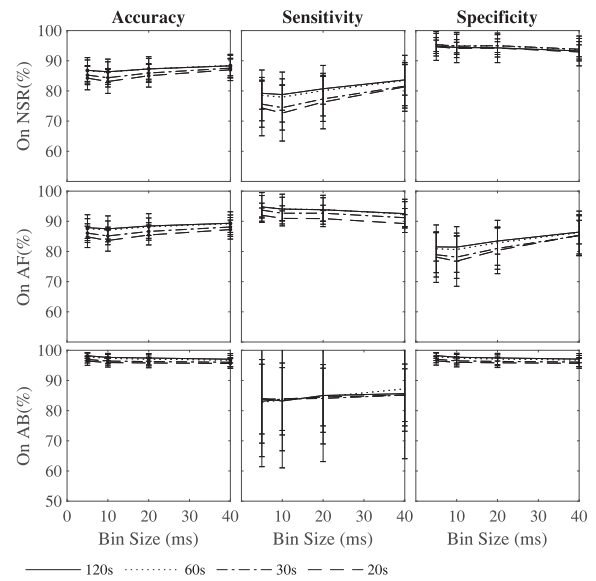 Accuracy Sensitivity Specificity
On NSR(%)
100
90
80
70
60
On AF(%)
100
90
80
70
60
On AB(%)
100
90
80
70
60
50
0 10 20 30 40 10 20 30 40 10 20 30 40
Bin Size (ms) Bin Size (ms) Bin Size (ms)
120s 60s 30s 20s